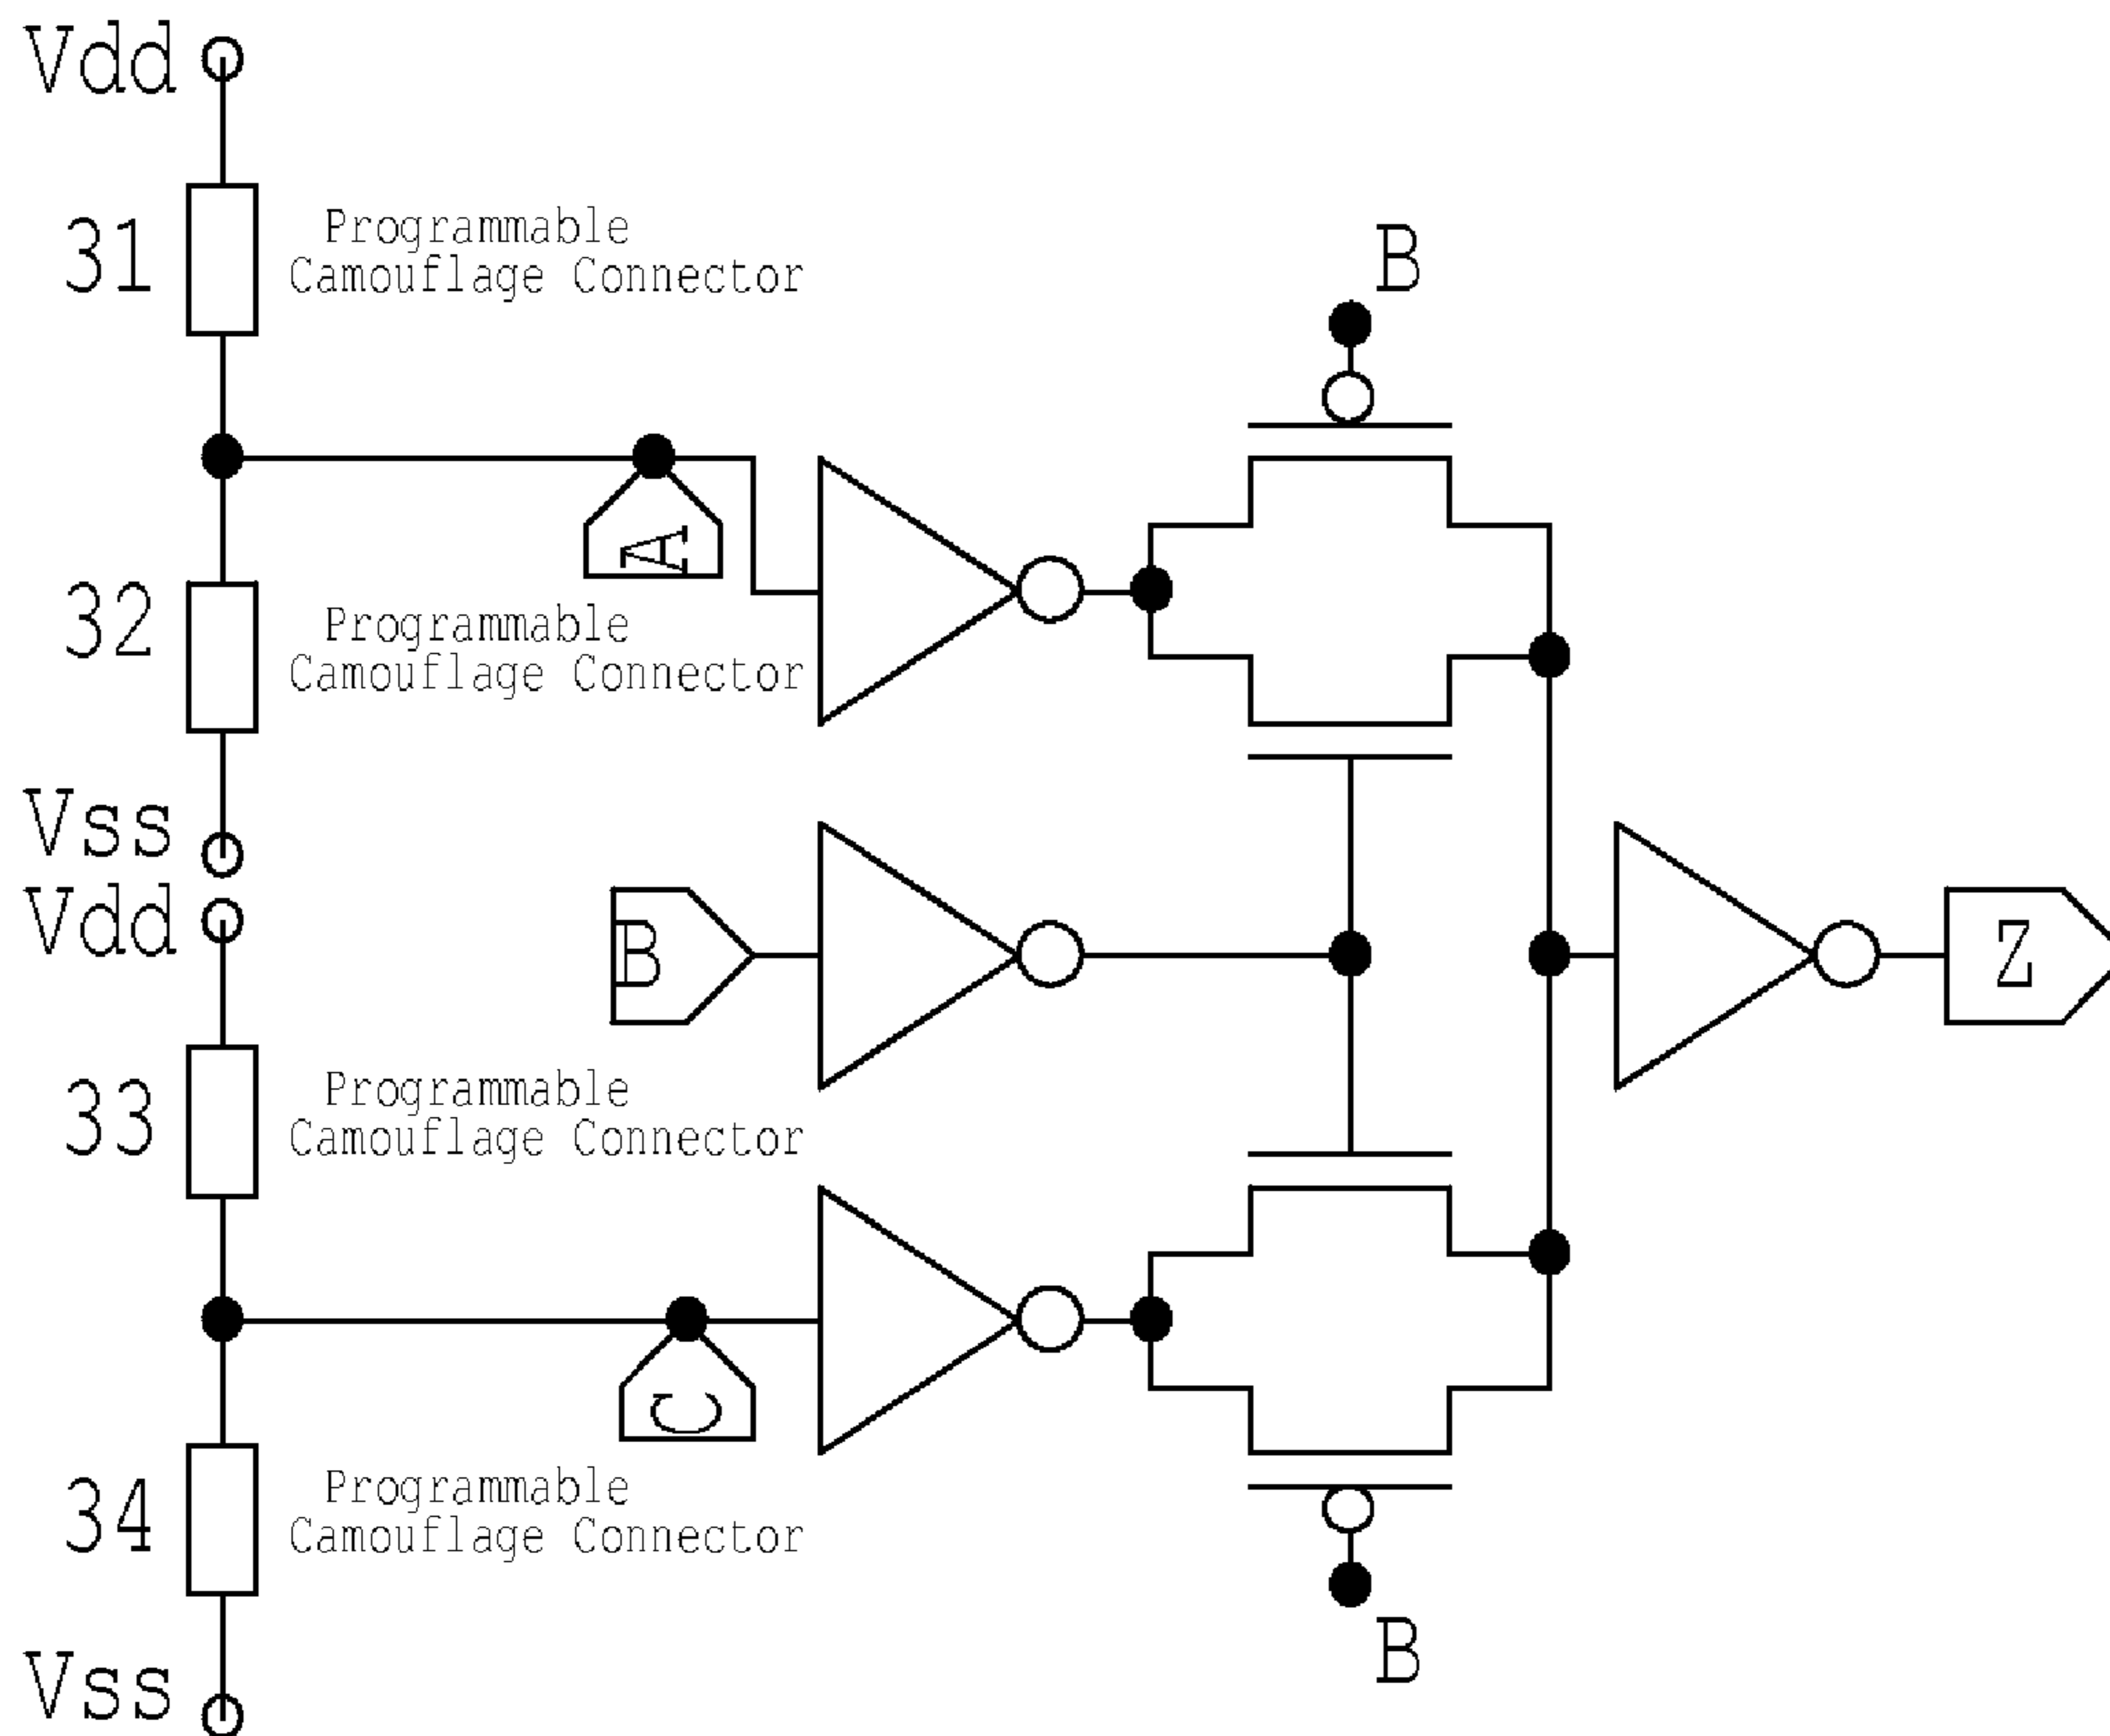 Vdd
31
Programmable
Camouflage Connector
B
A
32
Programmable
Camouflage Connector
Vss
Vdd
B
Z
33
Programmable
Camouflage Connector
C
34
Programmable
Camouflage Connector
B
Vss